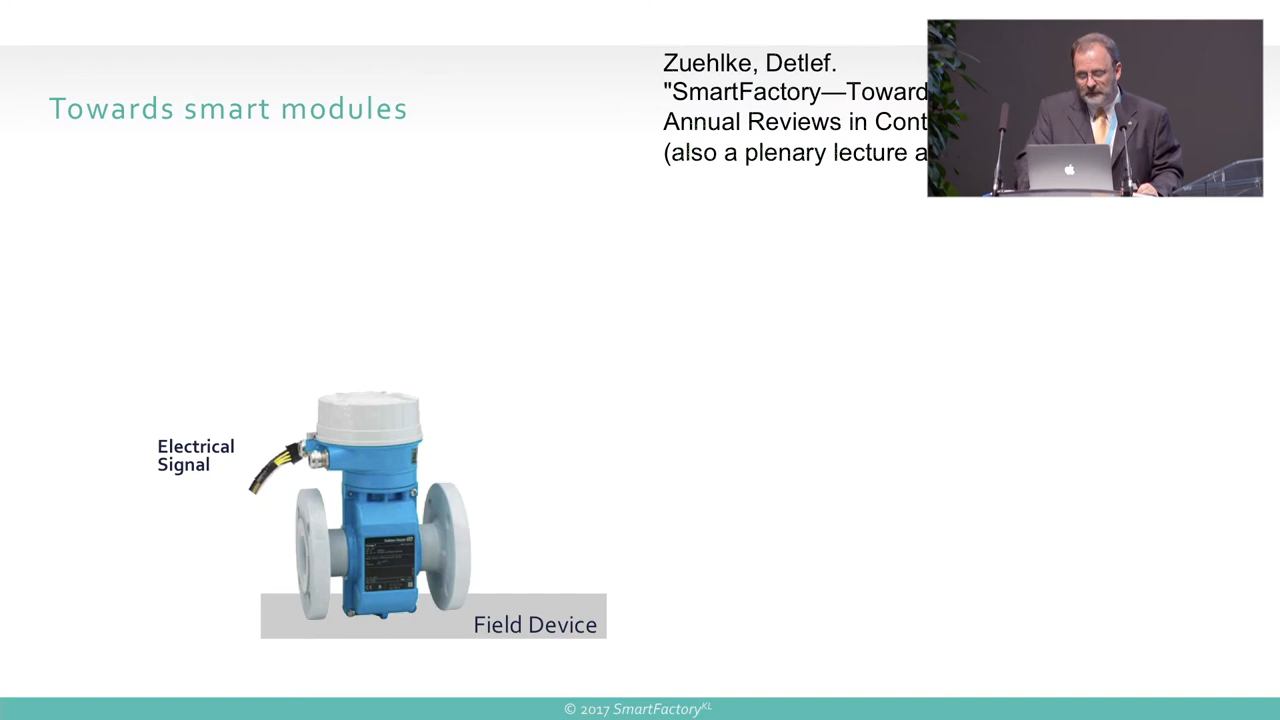 Towards smart modules
Zuehlke, Detlef.
"SmartFactory—Toward
Annual Reviews in Cont
(also a plenary lecture a
Electrical
Signal
Field Device
© 2017 SmartFactoryKL